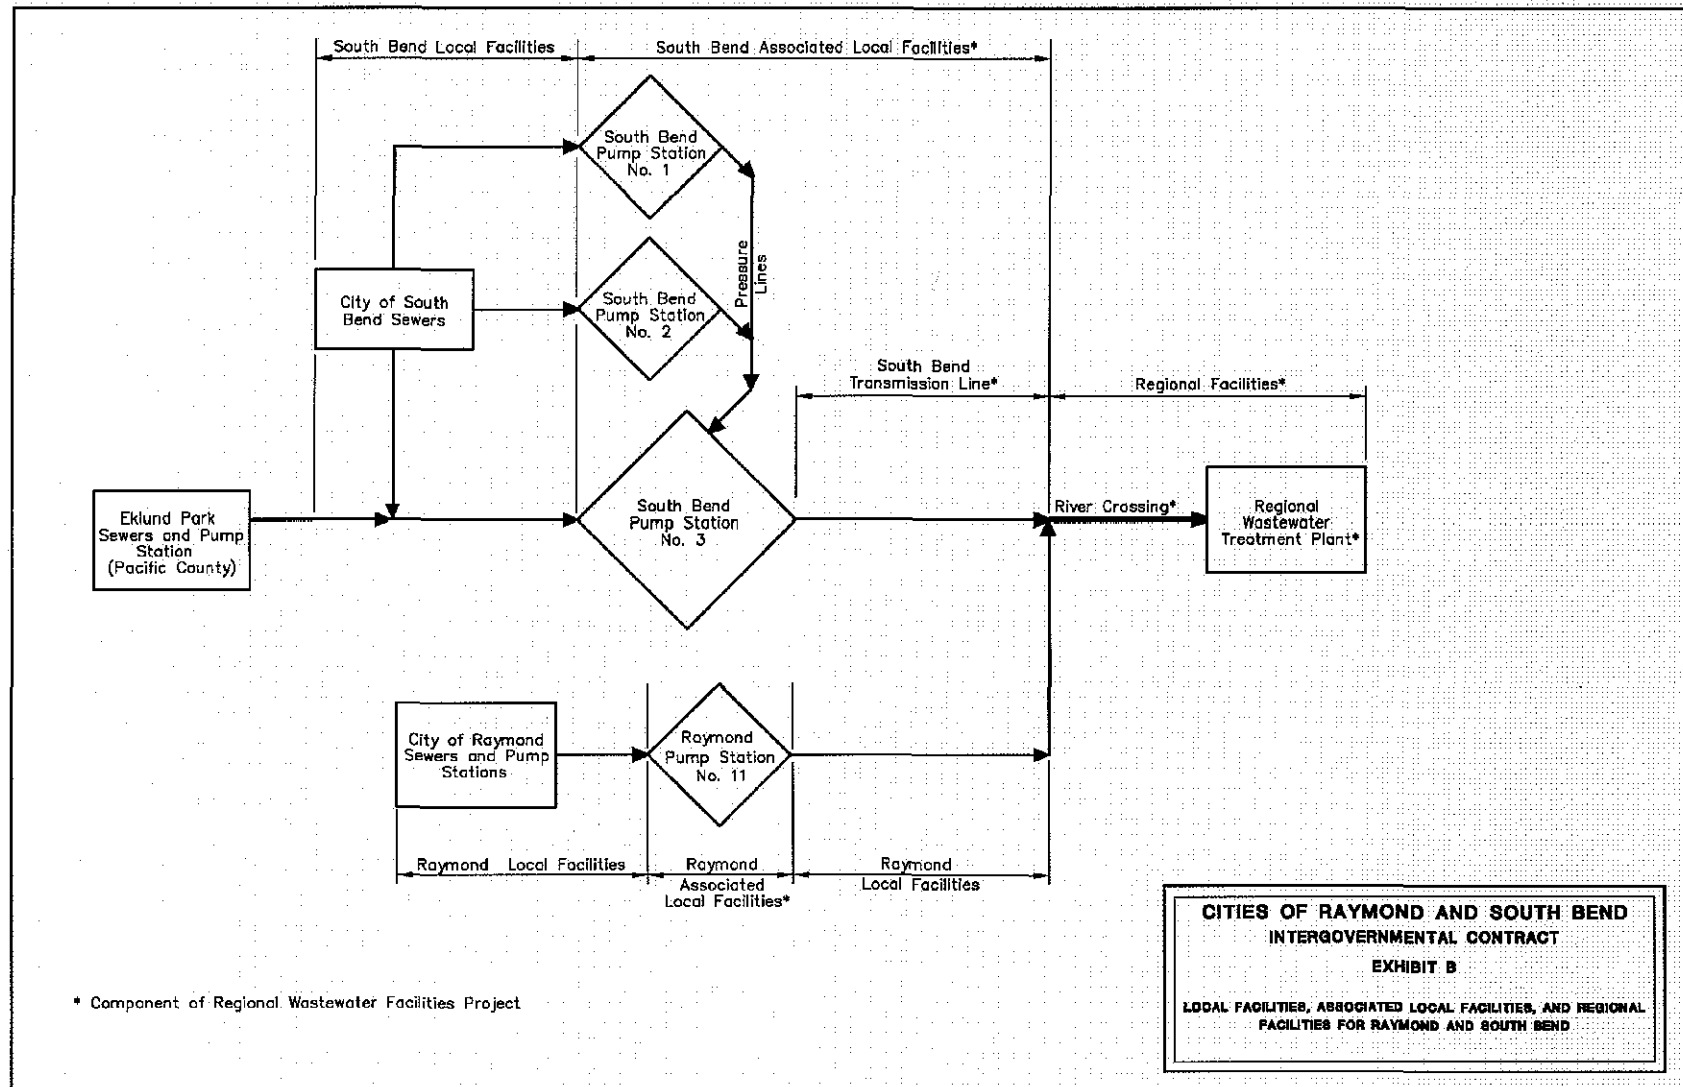 South Bend Local Facilities
South Bend Associated Local Facilities*
South Bend
Pump Station
No. 1
Pressure
Lines
City of South
Bend Sewers
South Bend
Pump Station
No. 2
South Bend
Transmission Line*
Regional Facilities*
Eklund Park
Sewers and Pump
Station
(Pacific County)
South Bend
Pump Station
No. 3
River Crossing*
Regional
Wastewater
Treatment Plant*
City of Raymond
Sewers and Pump
Stations
Raymond
Pump Station
No. 11
Raymond Local Facilities
Raymond
Associated
Local Facilities*
Raymond
Local Facilities
* Component of Regional Wastewater Facilities Project
CITIES OF RAYMOND AND SOUTH BEND
INTERGOVERNMENTAL CONTRACT
EXHIBIT B
LOCAL FACILITIES, ASSOCIATED LOCAL FACILITIES, AND REGIONAL
FACILITIES FOR RAYMOND AND SOUTH BEND